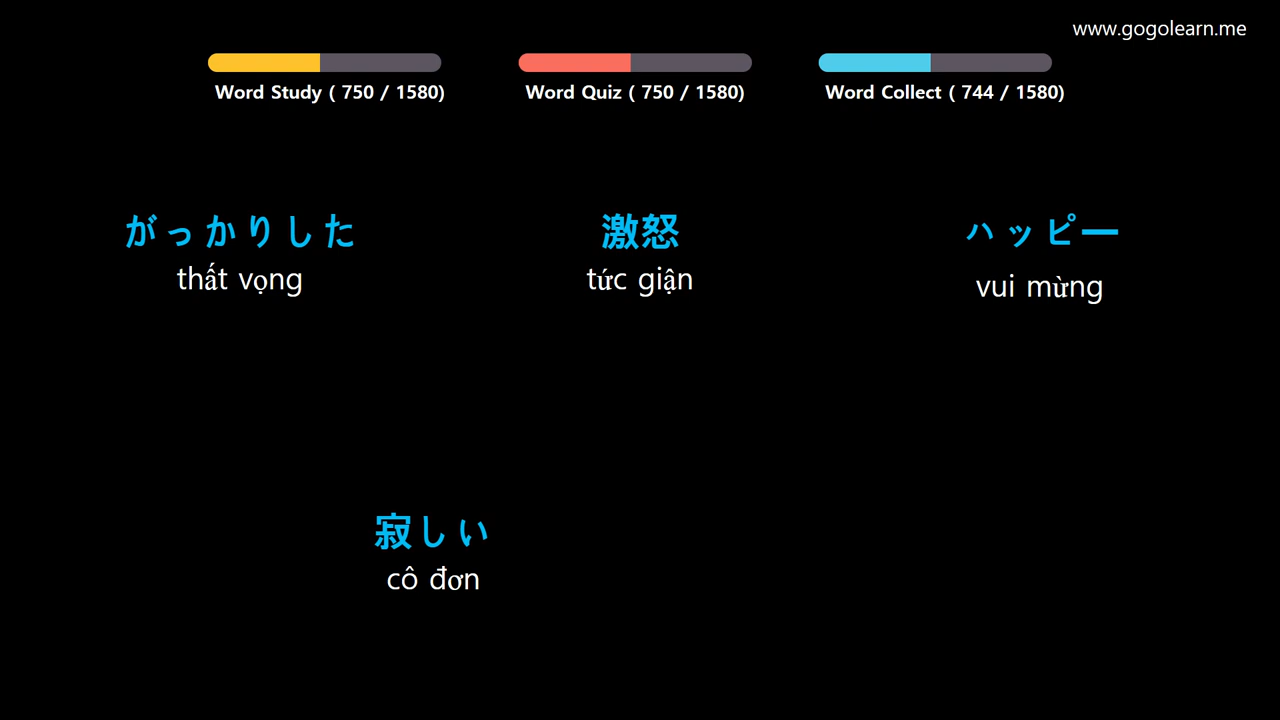 www.gogolearn.me
Word Study ( 750 / 1580)
Word Quiz ( 750 / 1580)
Word Collect ( 744 / 1580)
がっかりした
thất vọng
激怒
tức giận
ハッピー
vui mừng
寂しい
cô đơn